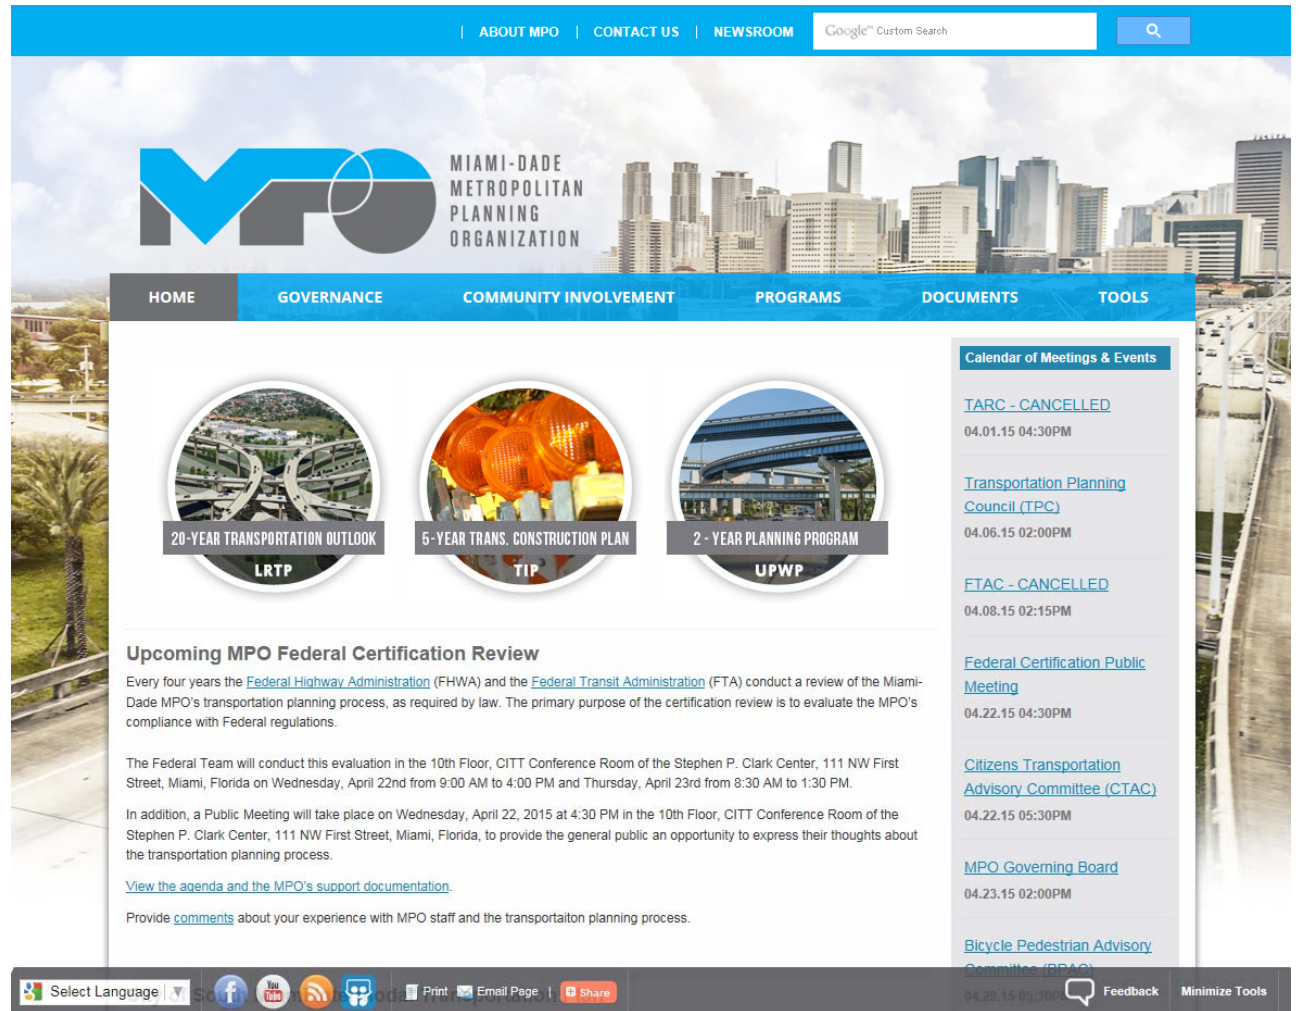 | ABOUT MPO | CONTACT US | NEWSROOM Google™ Custom Search
MPO
MIAMI-DADE
METROPOLITAN
PLANNING
ORGANIZATION
HOME GOVERNANCE COMMUNITY INVOLVEMENT PROGRAMS DOCUMENTS TOOLS
20-YEAR TRANSPORTATION OUTLOOK
LRTP
5-YEAR TRANS. CONSTRUCTION PLAN
TIP
2 - YEAR PLANNING PROGRAM
UPWP
Upcoming MPO Federal Certification Review
Every four years the Federal Highway Administration (FHWA) and the Federal Transit Administration (FTA) conduct a review of the Miami-
Dade MPO's transportation planning process, as required by law. The primary purpose of the certification review is to evaluate the MPO's
compliance with Federal regulations.
The Federal Team will conduct this evaluation in the 10th Floor, CITT Conference Room of the Stephen P. Clark Center, 111 NW First
Street, Miami, Florida on Wednesday, April 22nd from 9:00 AM to 4:00 PM and Thursday, April 23rd from 8:30 AM to 1:30 PM.
In addition, a Public Meeting will take place on Wednesday, April 22, 2015 at 4:30 PM in the 10th Floor, CITT Conference Room of the
Stephen P. Clark Center, 111 NW First Street, Miami, Florida, to provide the general public an opportunity to express their thoughts about
the transportation planning process.
View the agenda and the MPO's support documentation.
Provide comments about your experience with MPO staff and the transportaiton planning process.
Calendar of Meetings & Events
TARC - CANCELLED
04.01.15 04:30PM
Transportation Planning
Council (TPC)
04.06.15 02:00PM
FTAC - CANCELLED
04.08.15 02:15PM
Federal Certification Public
Meeting
04.22.15 04:30PM
Citizens Transportation
Advisory Committee (CTAC)
04.22.15 05:30PM
MPO Governing Board
04.23.15 02:00PM
Bicycle Pedestrian Advisory
Committee (BPAC)
04.28.15 05:30PM
Select Language ▼ You Tube Print Email Page | Share Feedback Minimize Tools